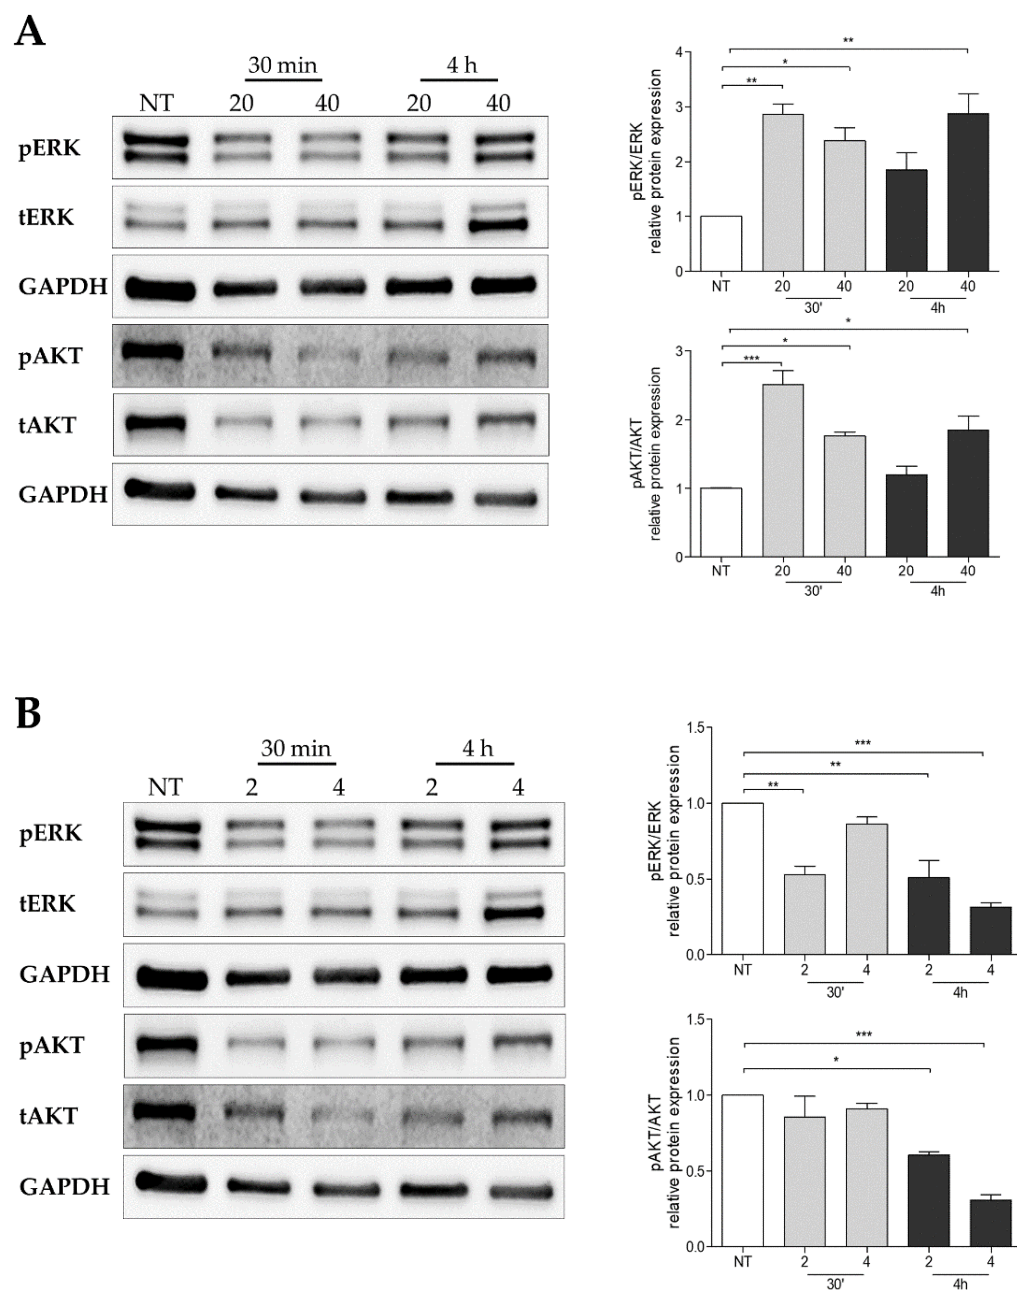 A
30 min 4 h
NT 20 40 20 40
pERK
tERK
GAPDH
pAKT
tAKT
GAPDH
pERK/ERK
relative protein expression
4
3
2
1
0
**
*
**
NT 20 40 20 40
30' 4h
pAKT/AKT
relative protein expression
3
2
1
0
*
*
***
NT 20 40 20 40
30' 4h
B
30 min 4 h
NT 2 4 2 4
pERK
tERK
GAPDH
pAKT
tAKT
GAPDH
pERK/ERK
relative protein expression
1.5
1.0
0.5
0.0
***
**
**
NT 2 4 2 4
30' 4h
pAKT/AKT
relative protein expression
1.5
1.0
0.5
0.0
***
*
NT 2 4 2 4
30' 4h